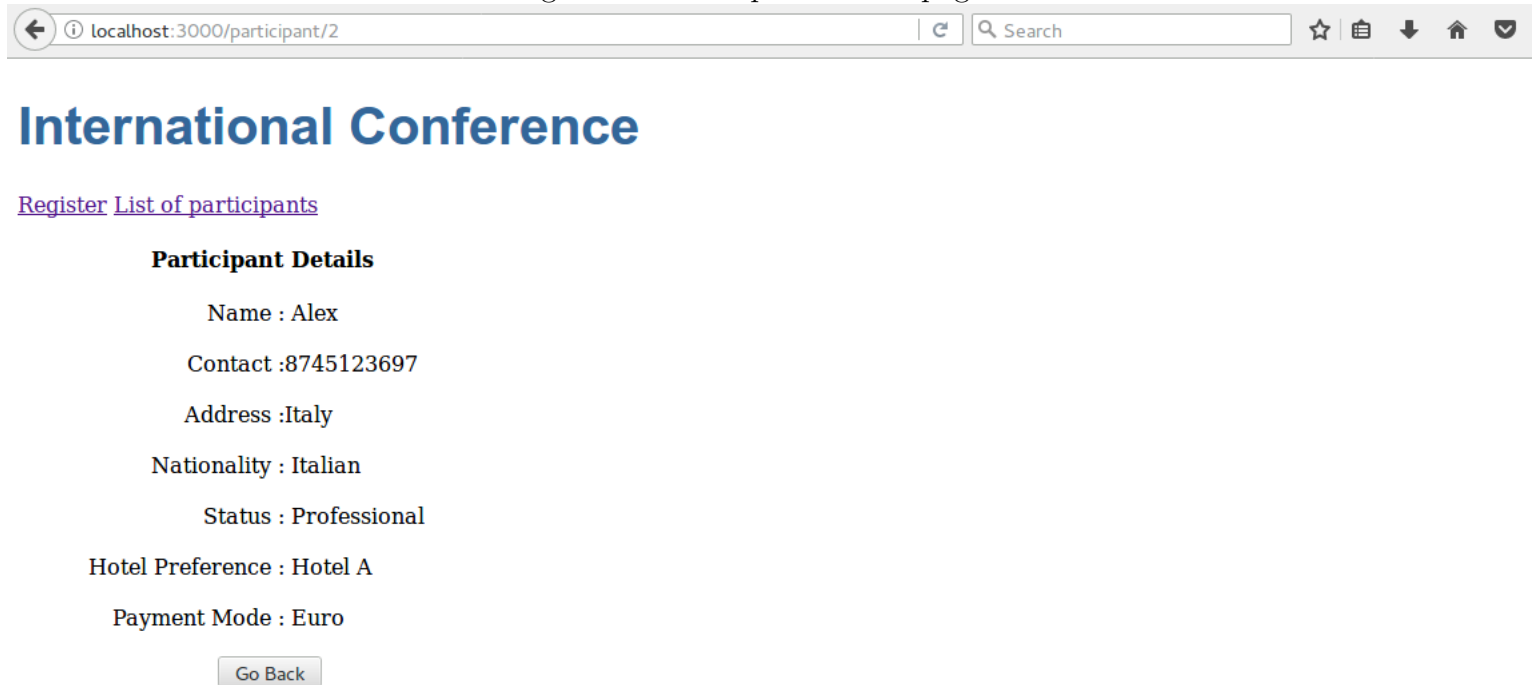 localhost:3000/participant/2
Search
International Conference
Register List of participants
Participant Details
Name : Alex
Contact :8745123697
Address :Italy
Nationality : Italian
Status : Professional
Hotel Preference : Hotel A
Payment Mode : Euro
Go Back